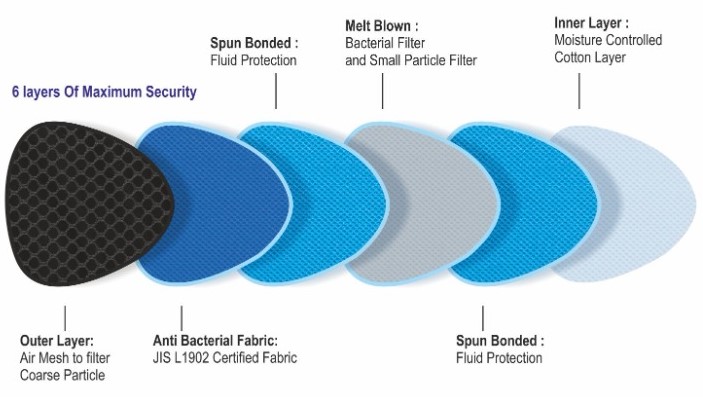 6 layers Of Maximum Security
Spun Bonded :
Fluid Protection
Melt Blown :
Bacterial Filter
and Small Particle Filter
Inner Layer :
Moisture Controlled
Cotton Layer
Outer Layer:
Air Mesh to filter
Coarse Particle
Anti Bacterial Fabric:
JIS L1902 Certified Fabric
Spun Bonded :
Fluid Protection